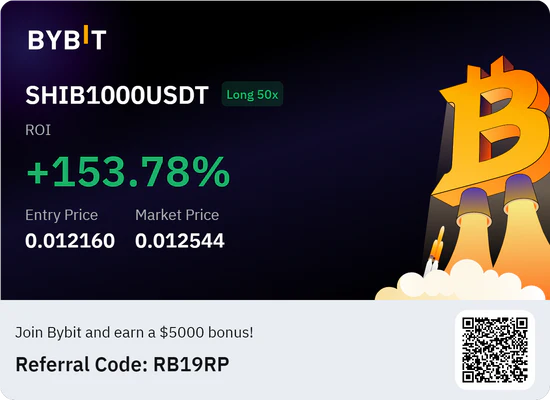 BYBIT
SHIB1000USDT Long 50x
ROI
+153.78%
Entry Price Market Price
0.012160 0.012544
Join Bybit and earn a $5000 bonus!
Referral Code: RB19RP